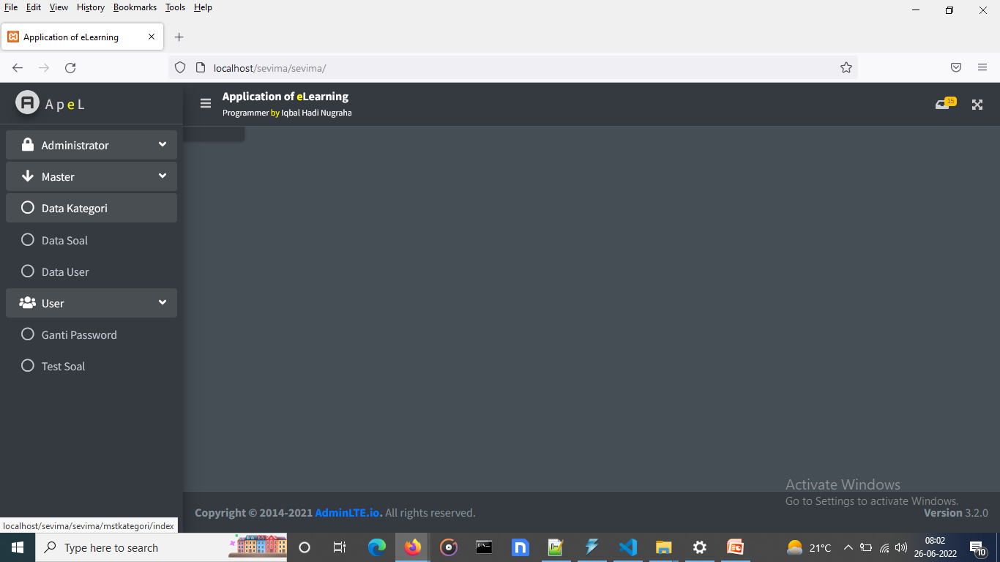 File Edit View History Bookmarks Tools Help
Application of eLearning
localhost/sevima/sevima/
ApeL
Application of eLearning
Programmer by Iqbal Hadi Nugraha
15
Administrator
Master
Data Kategori
Data Soal
Data User
User
Ganti Password
Test Soal
Activate Windows
Go to Settings to activate Windows.
Copyright © 2014-2021 AdminLTE.io. All rights reserved.
Version 3.2.0
localhost/sevima/sevima/mstkategori/index
Type here to search
21°C
08:02
26-06-2022
10